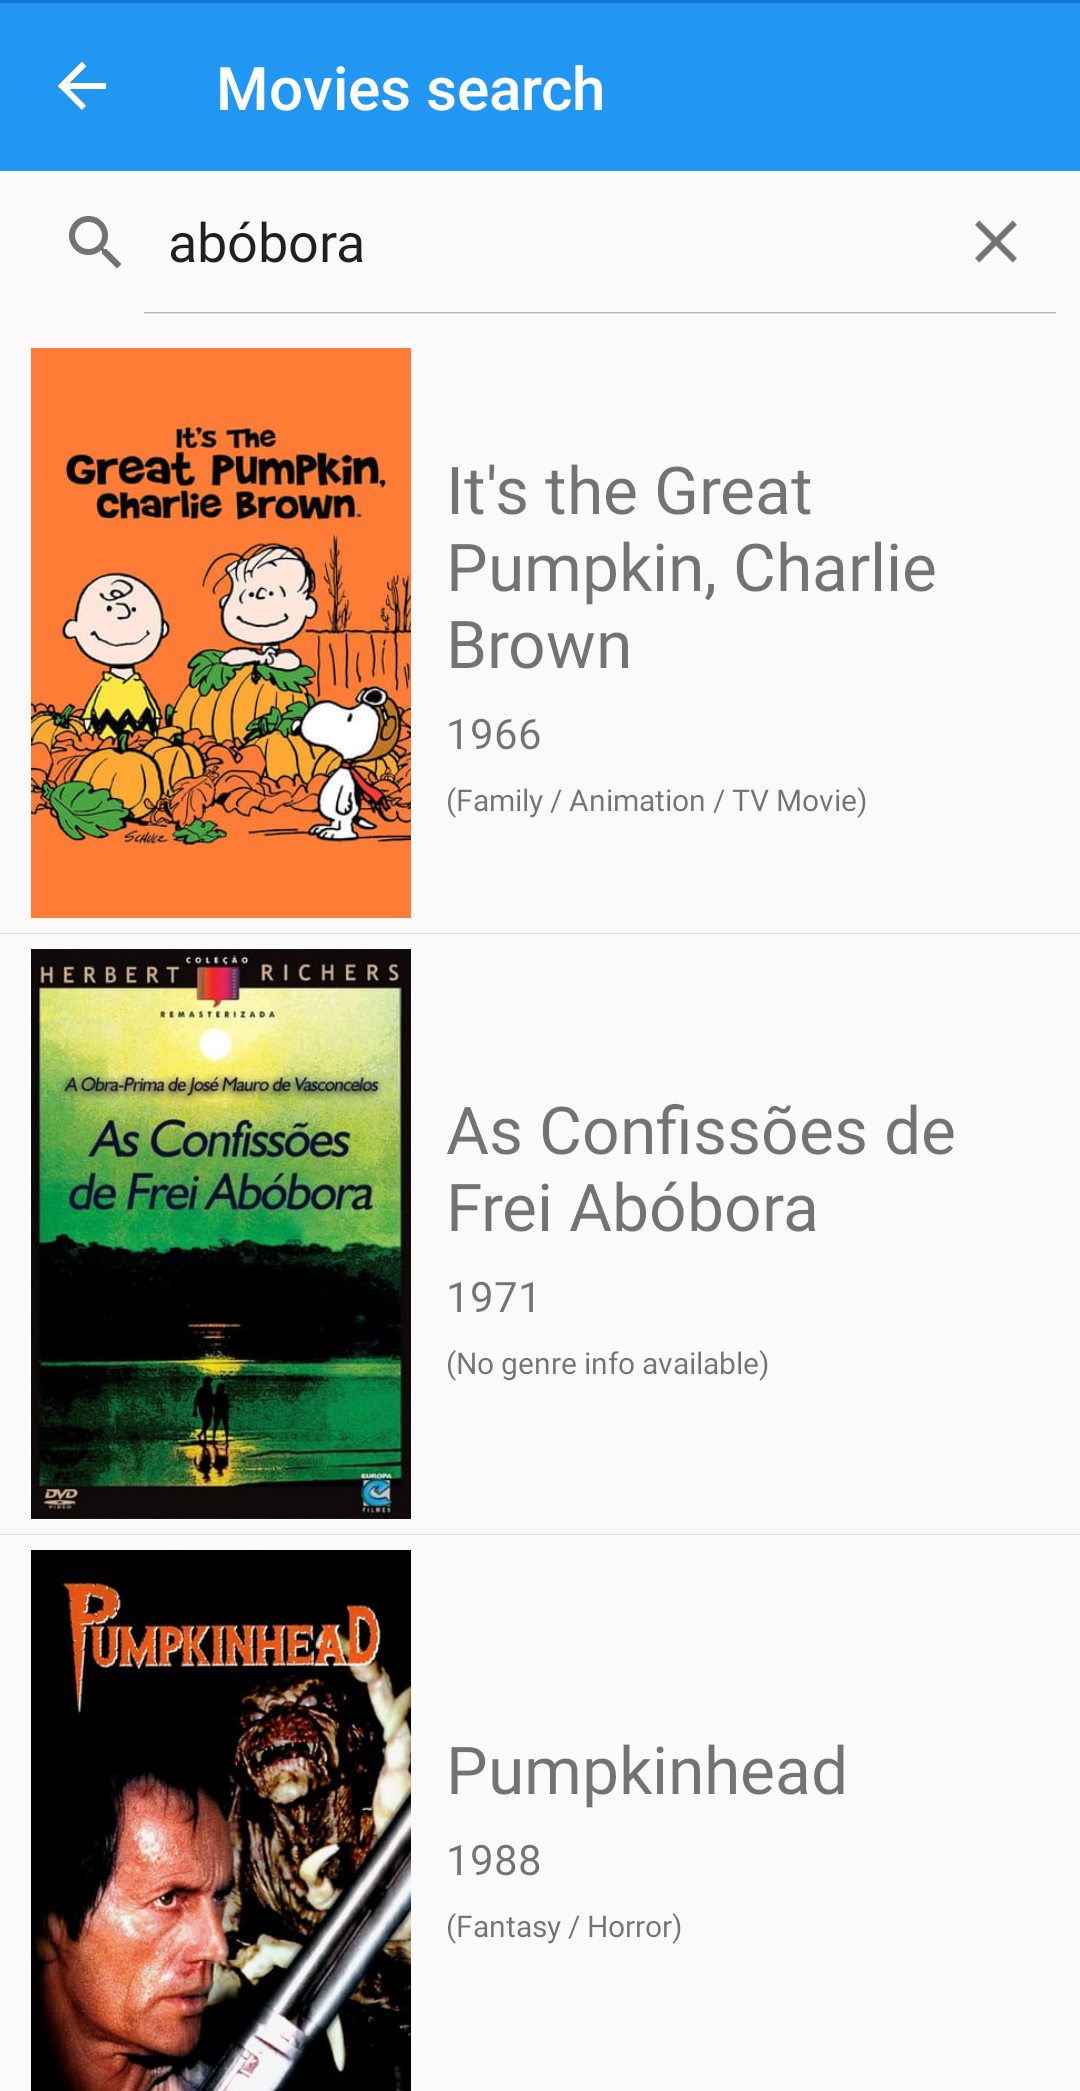 Movies search
abóbora
It's The
Great Pumpkin,
Charlie Brown.
SCHULZ
It's the Great
Pumpkin, Charlie
Brown
1966
(Family / Animation / TV Movie)
COLEÇÃO
HERBERT RICHERS
REMASTERIZADA
A Obra-Prima de José Mauro de Vasconcelos
As Confissões
de Frei Abóbora
DVD
VIDEO
EUROPA
FILMES
As Confissões de
Frei Abóbora
1971
(No genre info available)
PUMPKINHEAD
Pumpkinhead
1988
(Fantasy / Horror)